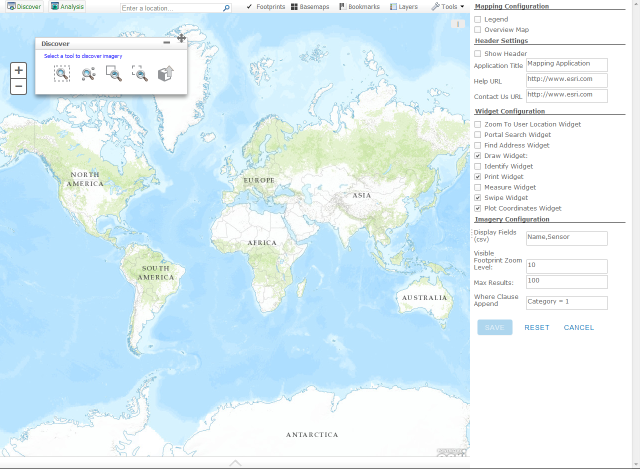 Discover
Analysis
Enter a location...
Footprints
Basemaps
Bookmarks
Layers
Tools
Discover
Select a tool to discover imagery
+
−
NORTH
AMERICA
SOUTH
AMERICA
EUROPE
AFRICA
ASIA
AUSTRALIA
ANTARCTICA
Mapping Configuration
Legend
Overview Map
Header Settings
Show Header
Application Title Mapping Application
Help URL http://www.esri.com
Contact Us URL http://www.esri.com
Widget Configuration
Zoom To User Location Widget
Portal Search Widget
Find Address Widget
Draw Widget:
Identify Widget
Print Widget
Measure Widget
Swipe Widget
Plot Coordinates Widget
Imagery Configuration
Display Fields
(csv) Name,Sensor
Visible
Footprint Zoom
Level: 10
Max Results: 100
Where Clause
Append Category = 1
SAVE RESET CANCEL